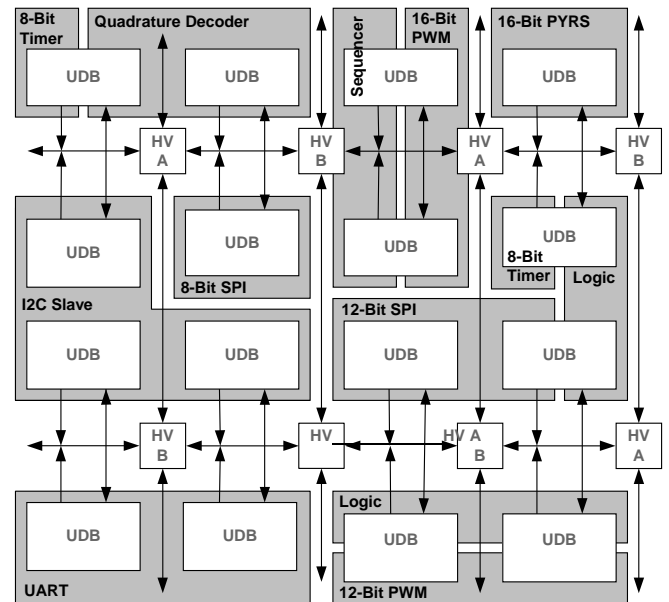 8-Bit Timer
Quadrature Decoder
Sequencer
16-Bit PWM
16-Bit PYRS
UDB
UDB
UDB
UDB
HV A
HV B
HV A
HV B
UDB
UDB
UDB
UDB
8-Bit SPI
8-Bit Timer
Logic
I2C Slave
12-Bit SPI
UDB
UDB
UDB
UDB
HV B
HV
HV A
B
HV A
Logic
UDB
UDB
UDB
UDB
UART
12-Bit PWM